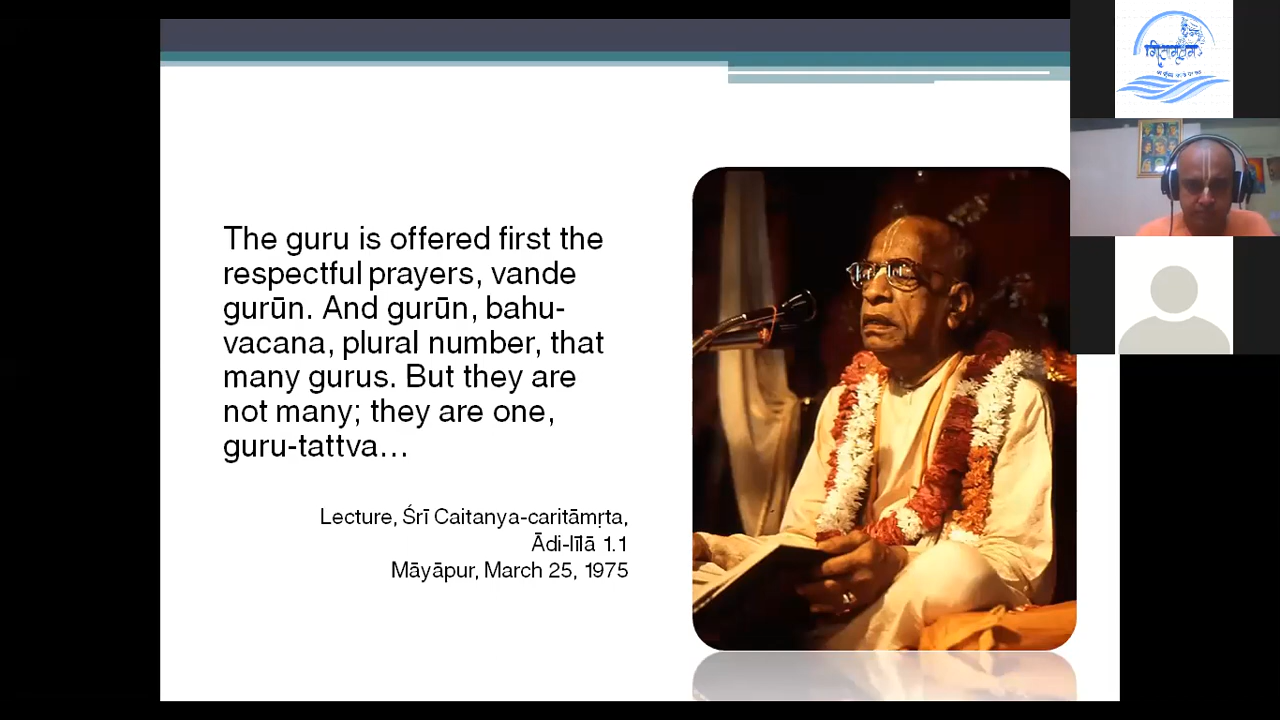 The guru is offered first the
respectful prayers, vande
gurūn. And gurūn, bahu-
vacana, plural number, that
many gurus. But they are
not many; they are one,
guru-tattva…
Lecture, Śrī Caitanya-caritāmṛta,
Ādi-līlā 1.1
Māyāpur, March 25, 1975